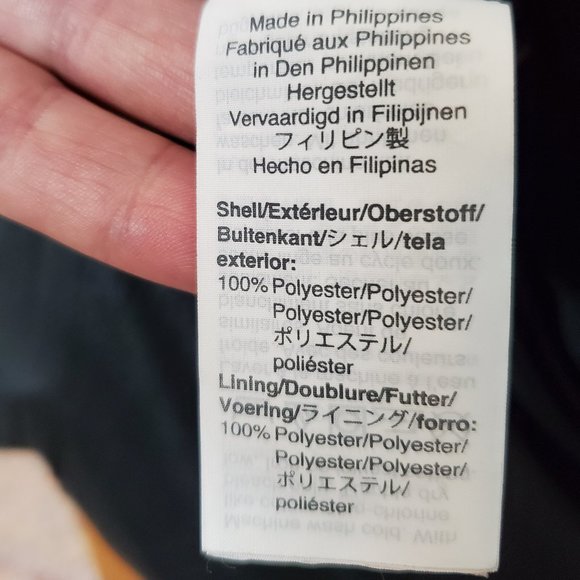 Made in Philippines
Fabriqué aux Philippines
in Den Philippinen
Hergestellt
Vervaardigd in Filipijnen
フィリピン製
Hecho en Filipinas
Shell/Extérieur/Oberstoff/
Buitenkant/シェル/tela
exterior:
100% Polyester/Polyester/
Polyester/Polyester/
ポリエステル/
poliéster
Lining/Doublure/Futter/
Voering/ライニング/forro:
100% Polyester/Polyester/
Polyester/Polyester/
ポリエステル/
poliéster